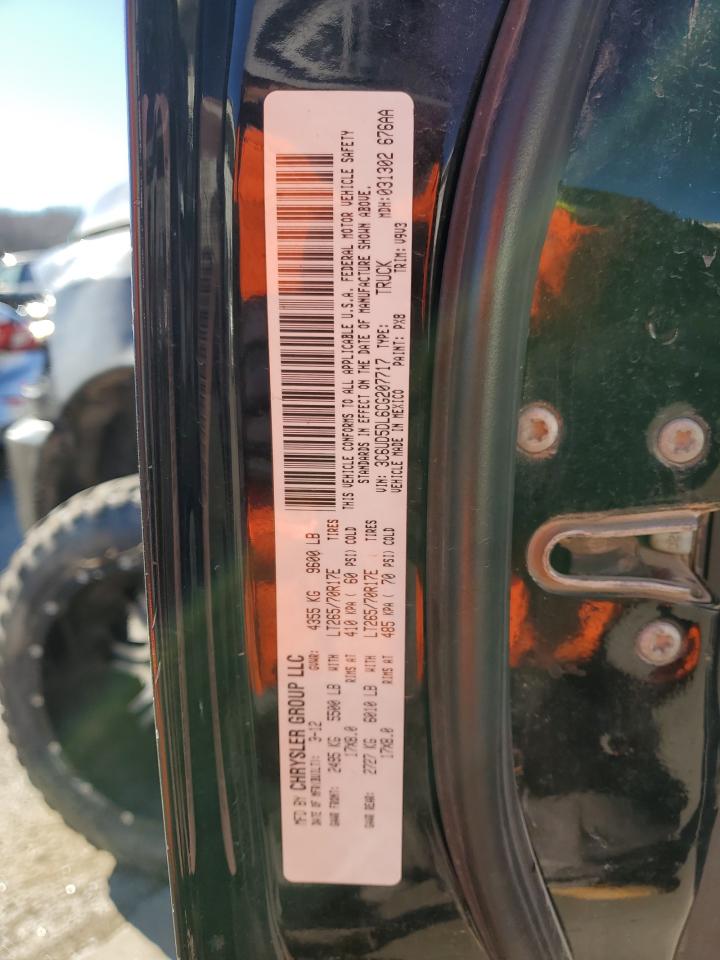 MFD BY CHRYSLER GROUP LLC
DATE OF MFR(BUILT): 3-12 GVWR: 4355 KG 9600 LB
GAWR FRONT: 2495 KG 5500 LB WITH LT265/70R17E TIRES
17X8.0 RIMS AT 410 KPA ( 60 PSI) COLD
GAWR REAR: 2727 KG 6010 LB WITH LT265/70R17E TIRES
17X8.0 RIMS AT 485 KPA ( 70 PSI) COLD
THIS VEHICLE CONFORMS TO ALL APPLICABLE U.S.A. FEDERAL MOTOR VEHICLE SAFETY
STANDARDS IN EFFECT ON THE DATE OF MANUFACTURE SHOWN ABOVE.
VIN: 3C6UD5DL6CG207717 TYPE: TRUCK MDH:031302 676AA
VEHICLE MADE IN MEXICO PAINT: PX8 TRIM: V9V3